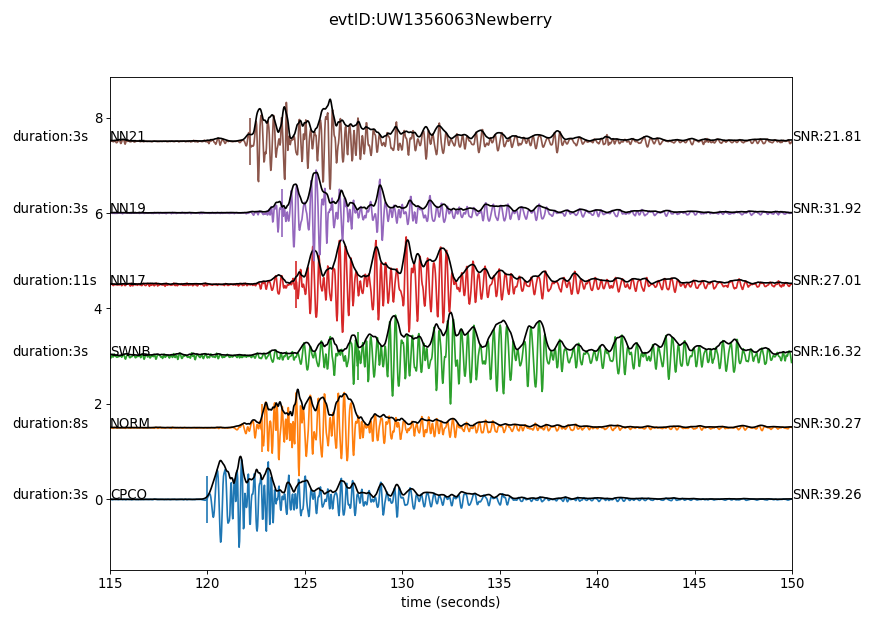 evtID:UW1356063Newberry
8
duration:3s NN21 SNR:21.81
duration:3s NN19 SNR:31.92
6
duration:11s NN17 SNR:27.01
4
duration:3s SWNB SNR:16.32
2
duration:8s NORM SNR:30.27
duration:3s CPCO SNR:39.26
0
115 120 125 130 135 140 145 150
time (seconds)